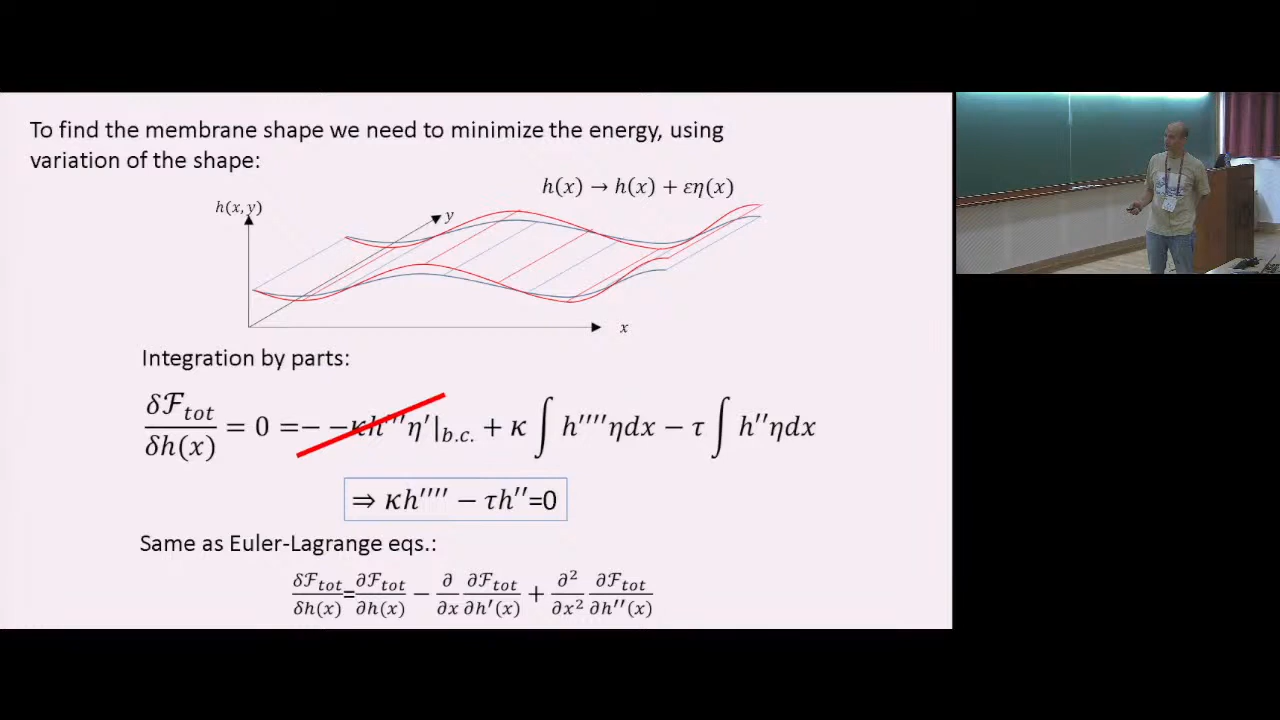 To find the membrane shape we need to minimize the energy, using
variation of the shape:
h(x) → h(x) + εη(x)
h(x, y)
y
x
Integration by parts:
δℱ_tot/δh(x) = 0 =− −κh′′′η′|_b.c. + κ ∫ h′′′′ηdx − τ ∫ h′′ηdx
⇒ κh′′′′ − τh′′=0
Same as Euler-Lagrange eqs.:
δℱ_tot/δh(x)=∂ℱ_tot/∂h(x) − ∂/∂x ∂ℱ_tot/∂h′(x) + ∂²/∂x² ∂ℱ_tot/∂h′′(x)